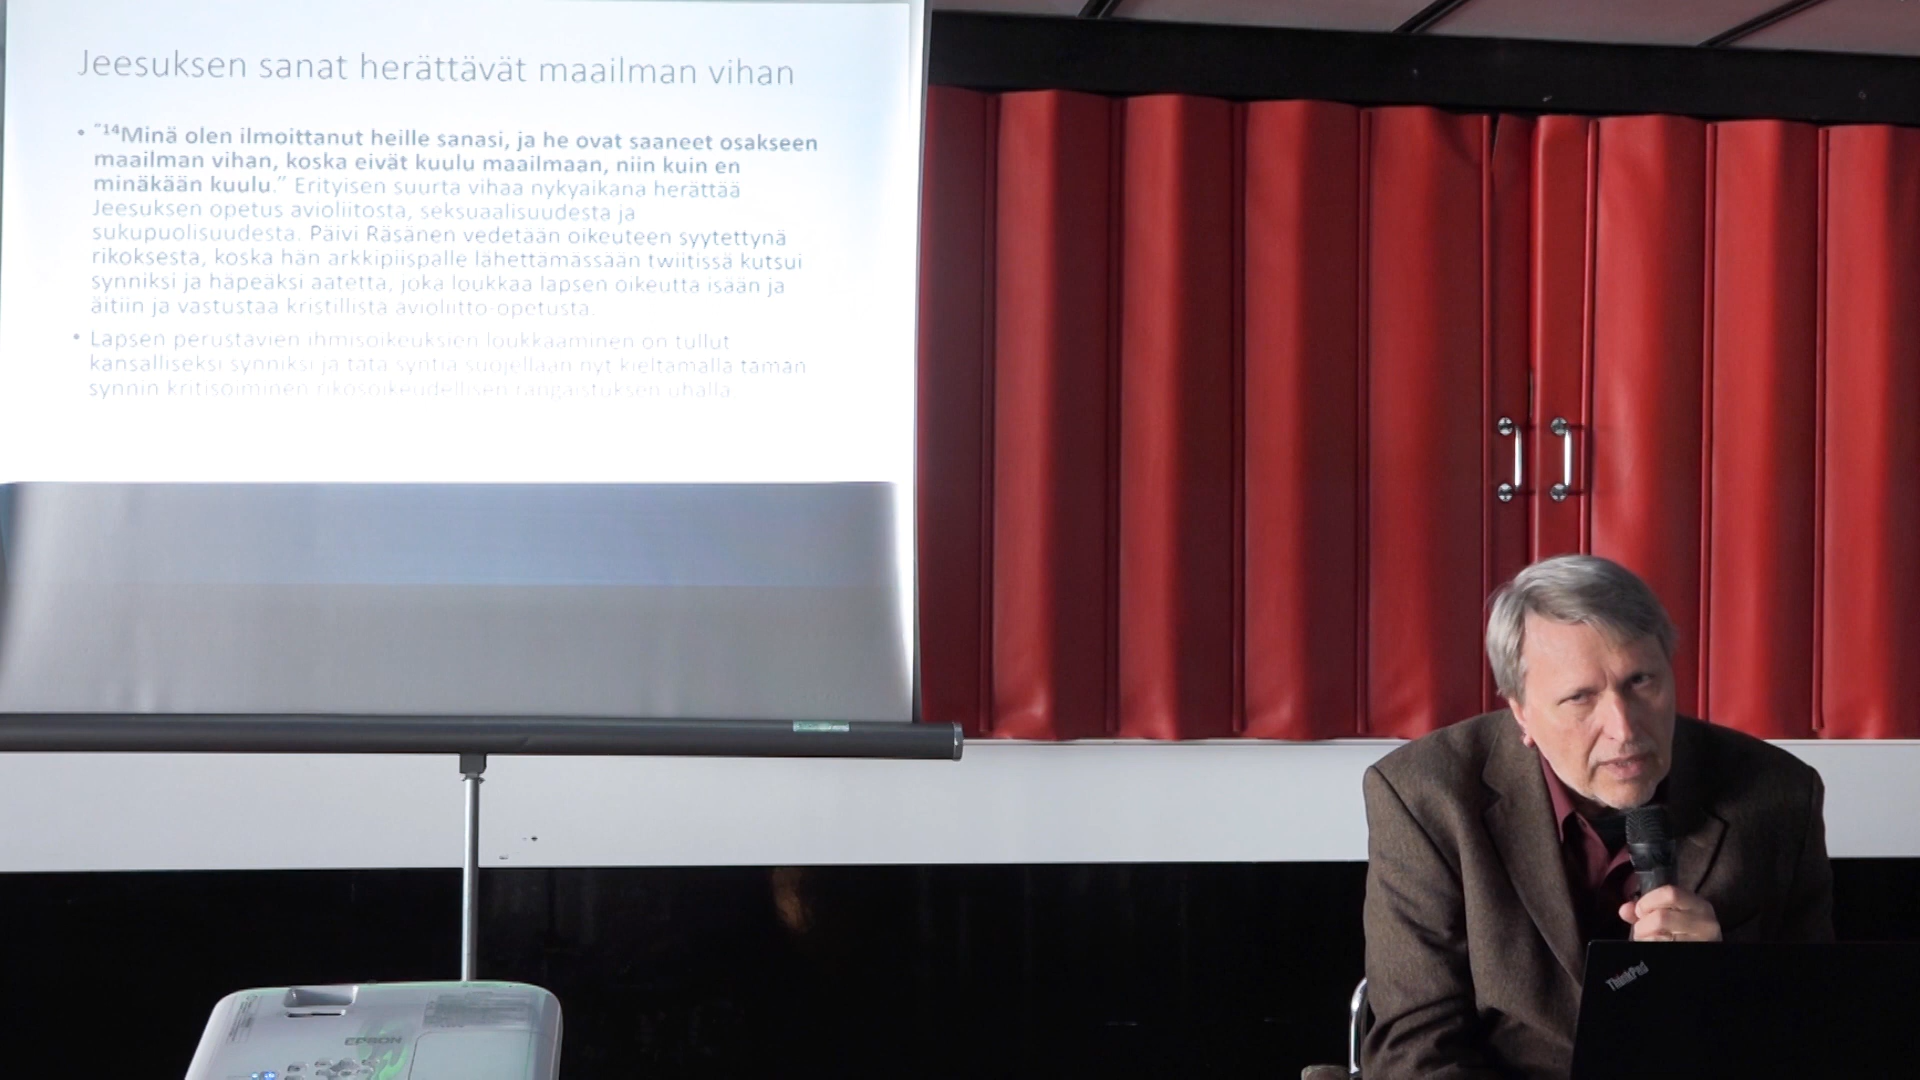 Jeesuksen sanat herättävät maailman vihan
• "14Minä olen ilmoittanut heille sanasi, ja he ovat saaneet osakseen
maailman vihan, koska eivät kuulu maailmaan, niin kuin en
minäkään kuulu." Erityisen suurta vihaa nykyaikana herättää
Jeesuksen opetus avioliitosta, seksuaalisuudesta ja
sukupuolisuudesta. Päivi Räsänen vedetään oikeuteen syytettynä
rikoksesta, koska hän arkkipiispalle lähettämässään twiitissä kutsui
synniksi ja häpeäksi aatetta, joka loukkaa lapsen oikeutta isään ja
äitiin ja vastustaa kristillistä avioliitto-opetusta.
• Lapsen perustavien ihmisoikeuksien loukkaaminen on tullut
kansalliseksi synniksi ja tätä syntiä suojellaan nyt kieltämällä tämän
synnin kritisoiminen rikosoikeudellisen rangaistuksen uhalla
EPSON
ThinkPad